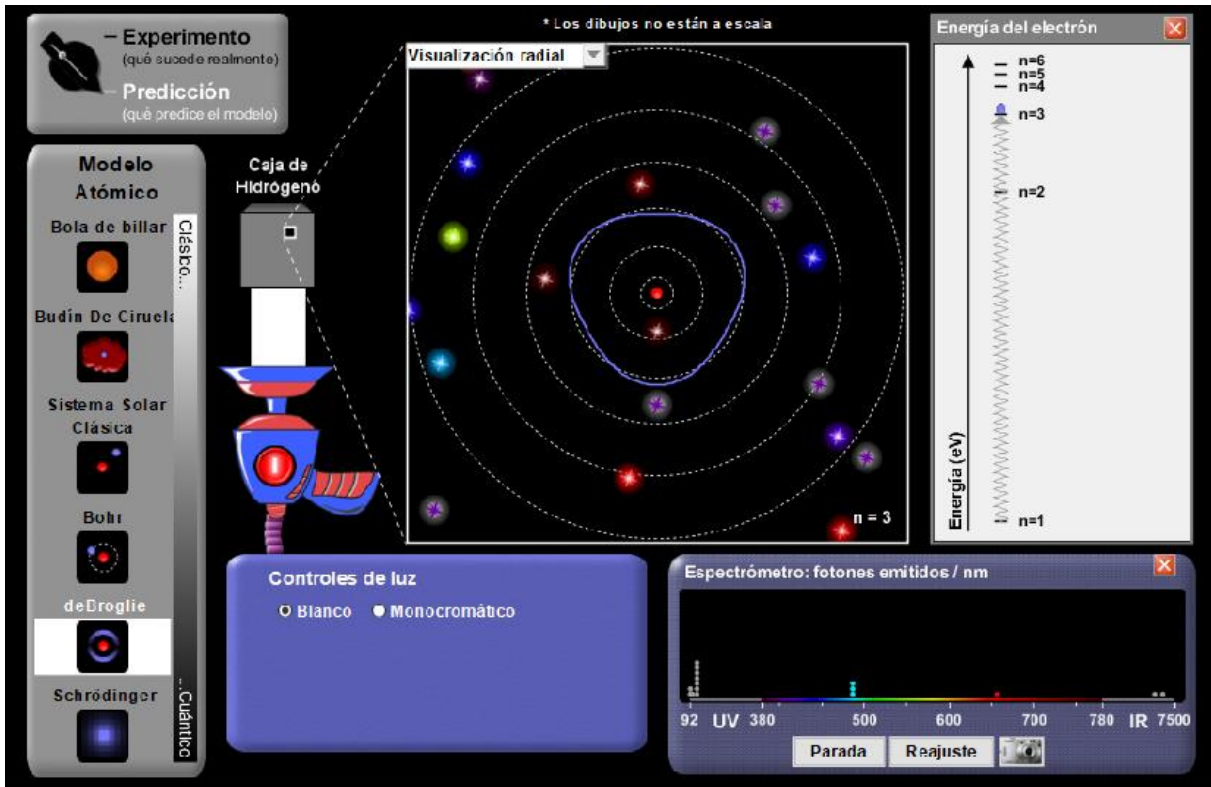 Experimento
(qué sucede realmente)
Predicción
(qué predice el modelo)
Modelo
Atómico
Bola de billar
Budín De Ciruela
Sistema Solar
Clásica
Bohr
deBroglie
Schrödinger
Clásico...
...Cuántico
Caja de
Hidrógeno
* Los dibujos no están a escala
Visualización radial
n = 3
Energía del electrón
n=6
n=5
n=4
n=3
n=2
n=1
Energía (eV)
Controles de luz
Blanco Monocromático
Espectrómetro: fotones emitidos / nm
92 UV 380 500 600 700 780 IR 7500
Parada Reajuste